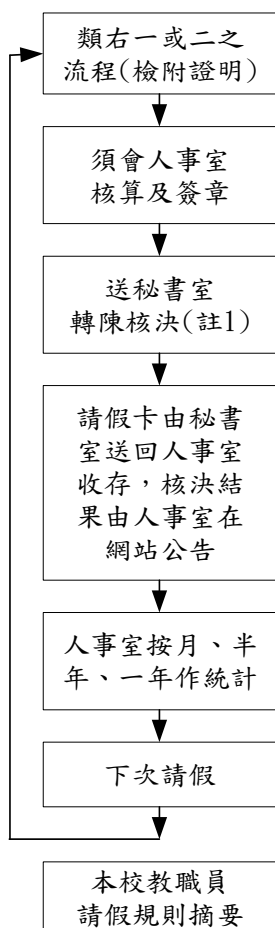 類右一或二之
流程(檢附證明)
須會人事室
核算及簽章
送秘書室
轉陳核決(註1)
請假卡由秘書
室送回人事室
收存，核決結
果由人事室在
網站公告
人事室按月、半
年、一年作統計
下次請假
本校教職員
請假規則摘要